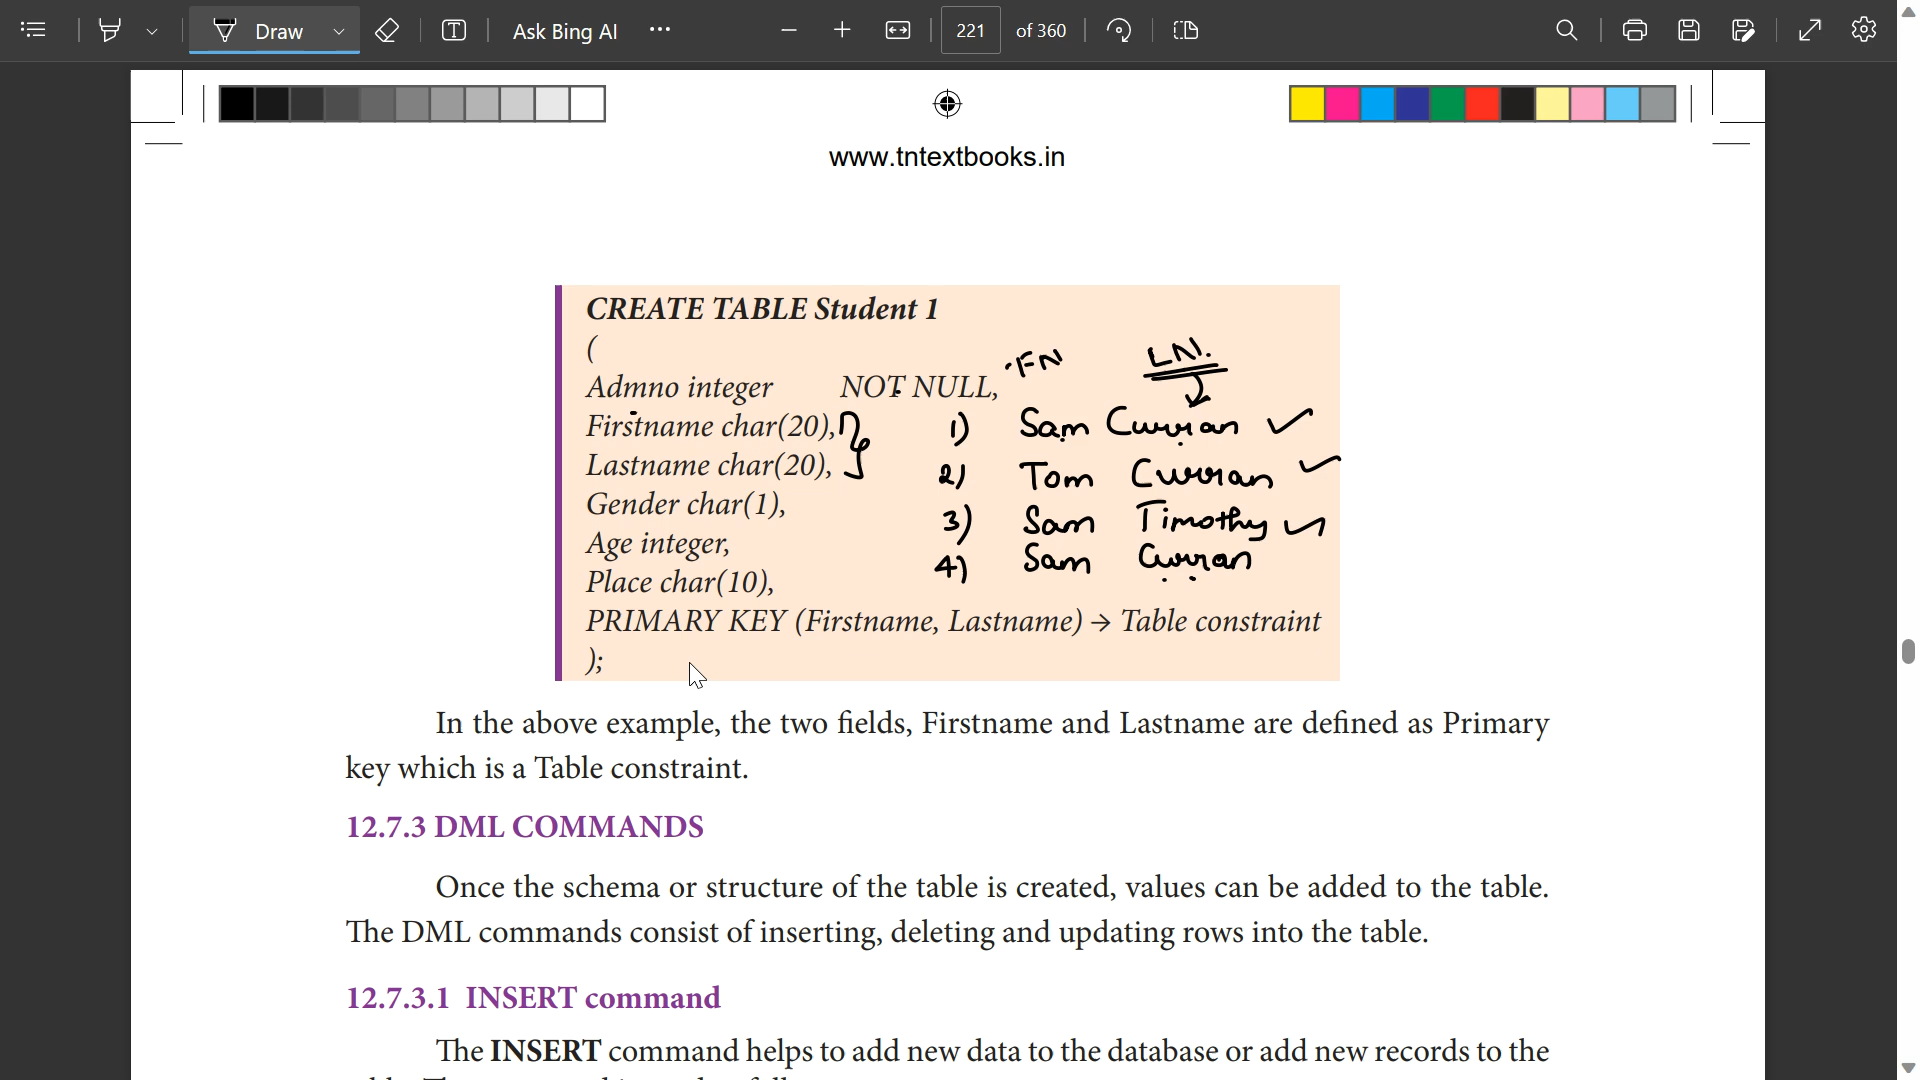 Draw Ask Bing AI 221 of 360
www.tntextbooks.in
CREATE TABLE Student 1
(
Admno integer NOT NULL, FN LN.
Firstname char(20), 1) Sam Curran
Lastname char(20), 2) Tom Curran
Gender char(1), 3) Sam Timothy
Age integer, 4) Sam Curran
Place char(10),
PRIMARY KEY (Firstname, Lastname) → Table constraint
);
In the above example, the two fields, Firstname and Lastname are defined as Primary
key which is a Table constraint.
12.7.3 DML COMMANDS
Once the schema or structure of the table is created, values can be added to the table.
The DML commands consist of inserting, deleting and updating rows into the table.
12.7.3.1 INSERT command
The INSERT command helps to add new data to the database or add new records to the